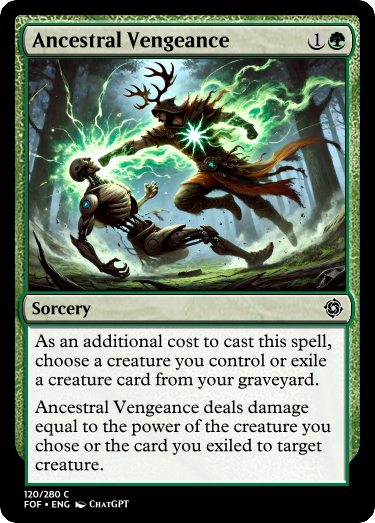 Ancestral Vengeance 1
Sorcery
As an additional cost to cast this spell,
choose a creature you control or exile
a creature card from your graveyard.
Ancestral Vengeance deals damage
equal to the power of the creature you
chose or the card you exiled to target
creature.
120/280 C
FOF • ENG ChatGPT